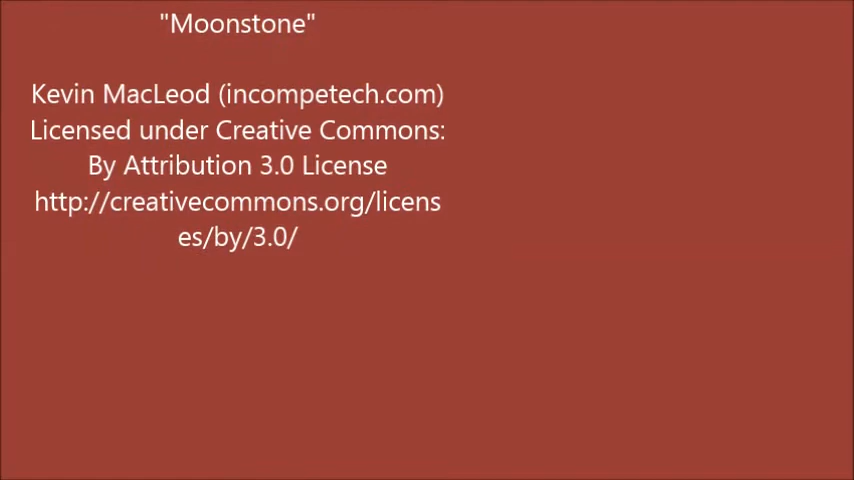 "Moonstone"
Kevin MacLeod (incompetech.com)
Licensed under Creative Commons:
By Attribution 3.0 License
http://creativecommons.org/licens
es/by/3.0/